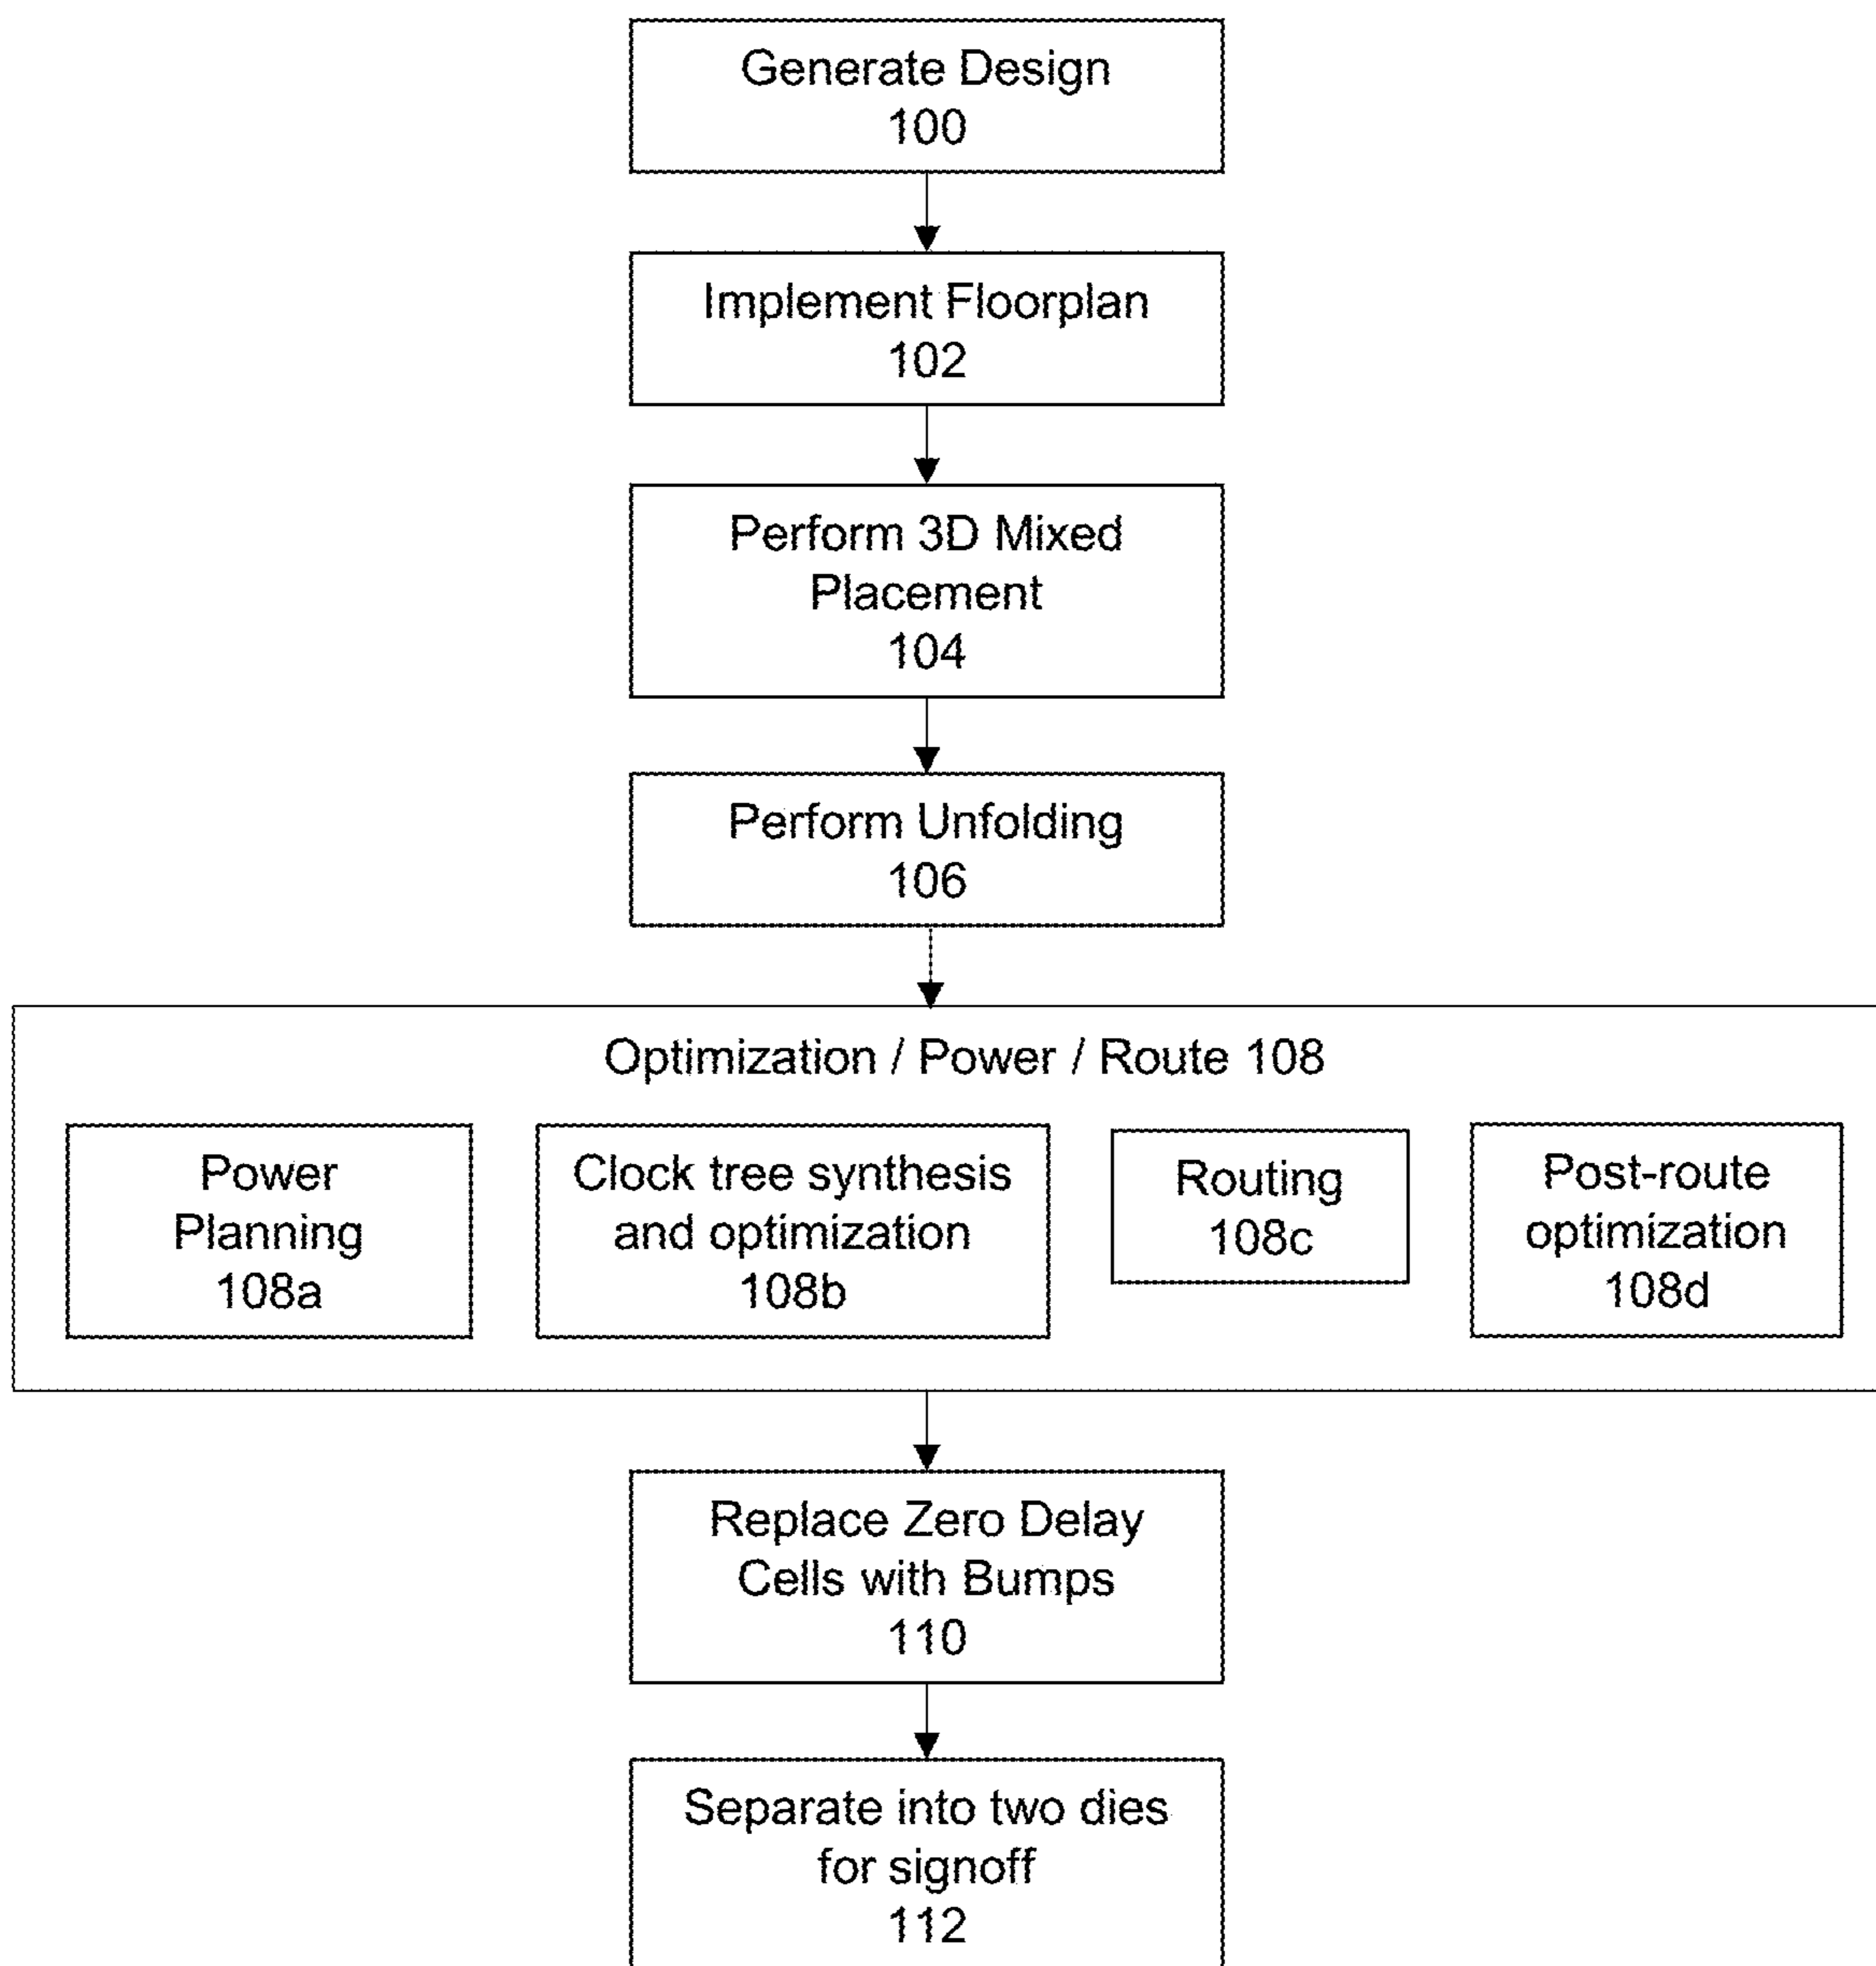 Generate Design
100
Implement Floorplan
102
Perform 3D Mixed
Placement
104
Perform Unfolding
106
Optimization / Power / Route 108
Power
Planning
108a
Clock tree synthesis
and optimization
108b
Routing
108c
Post-route
optimization
108d
Replace Zero Delay
Cells with Bumps
110
Separate into two dies
for signoff
112